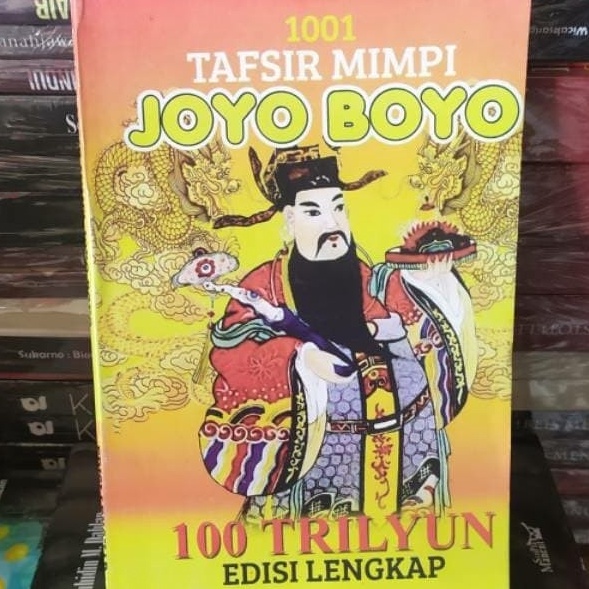 1001
TAFSIR MIMPI
JOYO BOYO
100 TRILYUN
EDISI LENGKAP